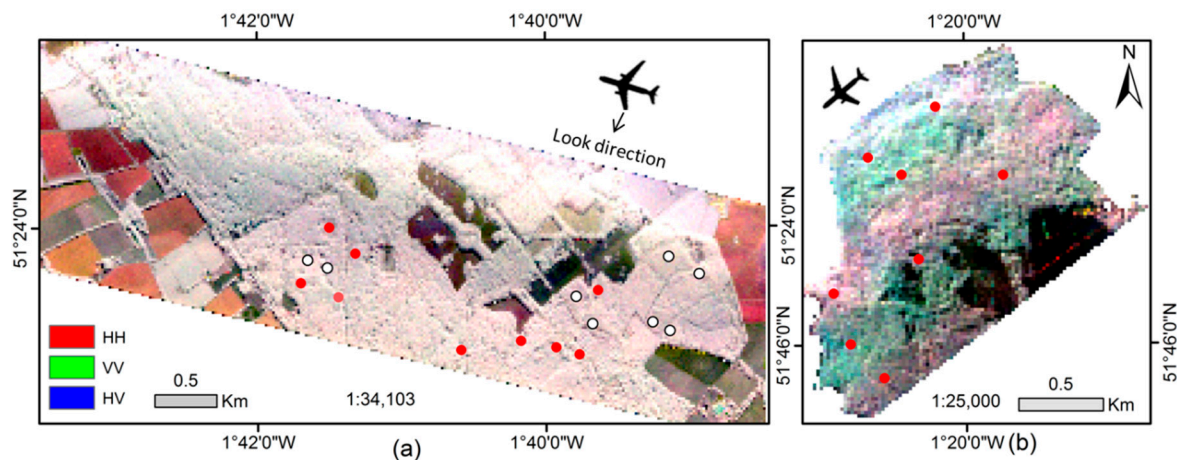 1°42'0"W
1°40'0"W
1°20'0"W
N
Look direction
51°24'0"N
51°24'0"N
HH
VV
HV
0.5
Km
1:34,103
51°46'0"N
1:25,000
0.5
Km
51°46'0"N
1°42'0"W
(a)
1°40'0"W
1°20'0"W
(b)